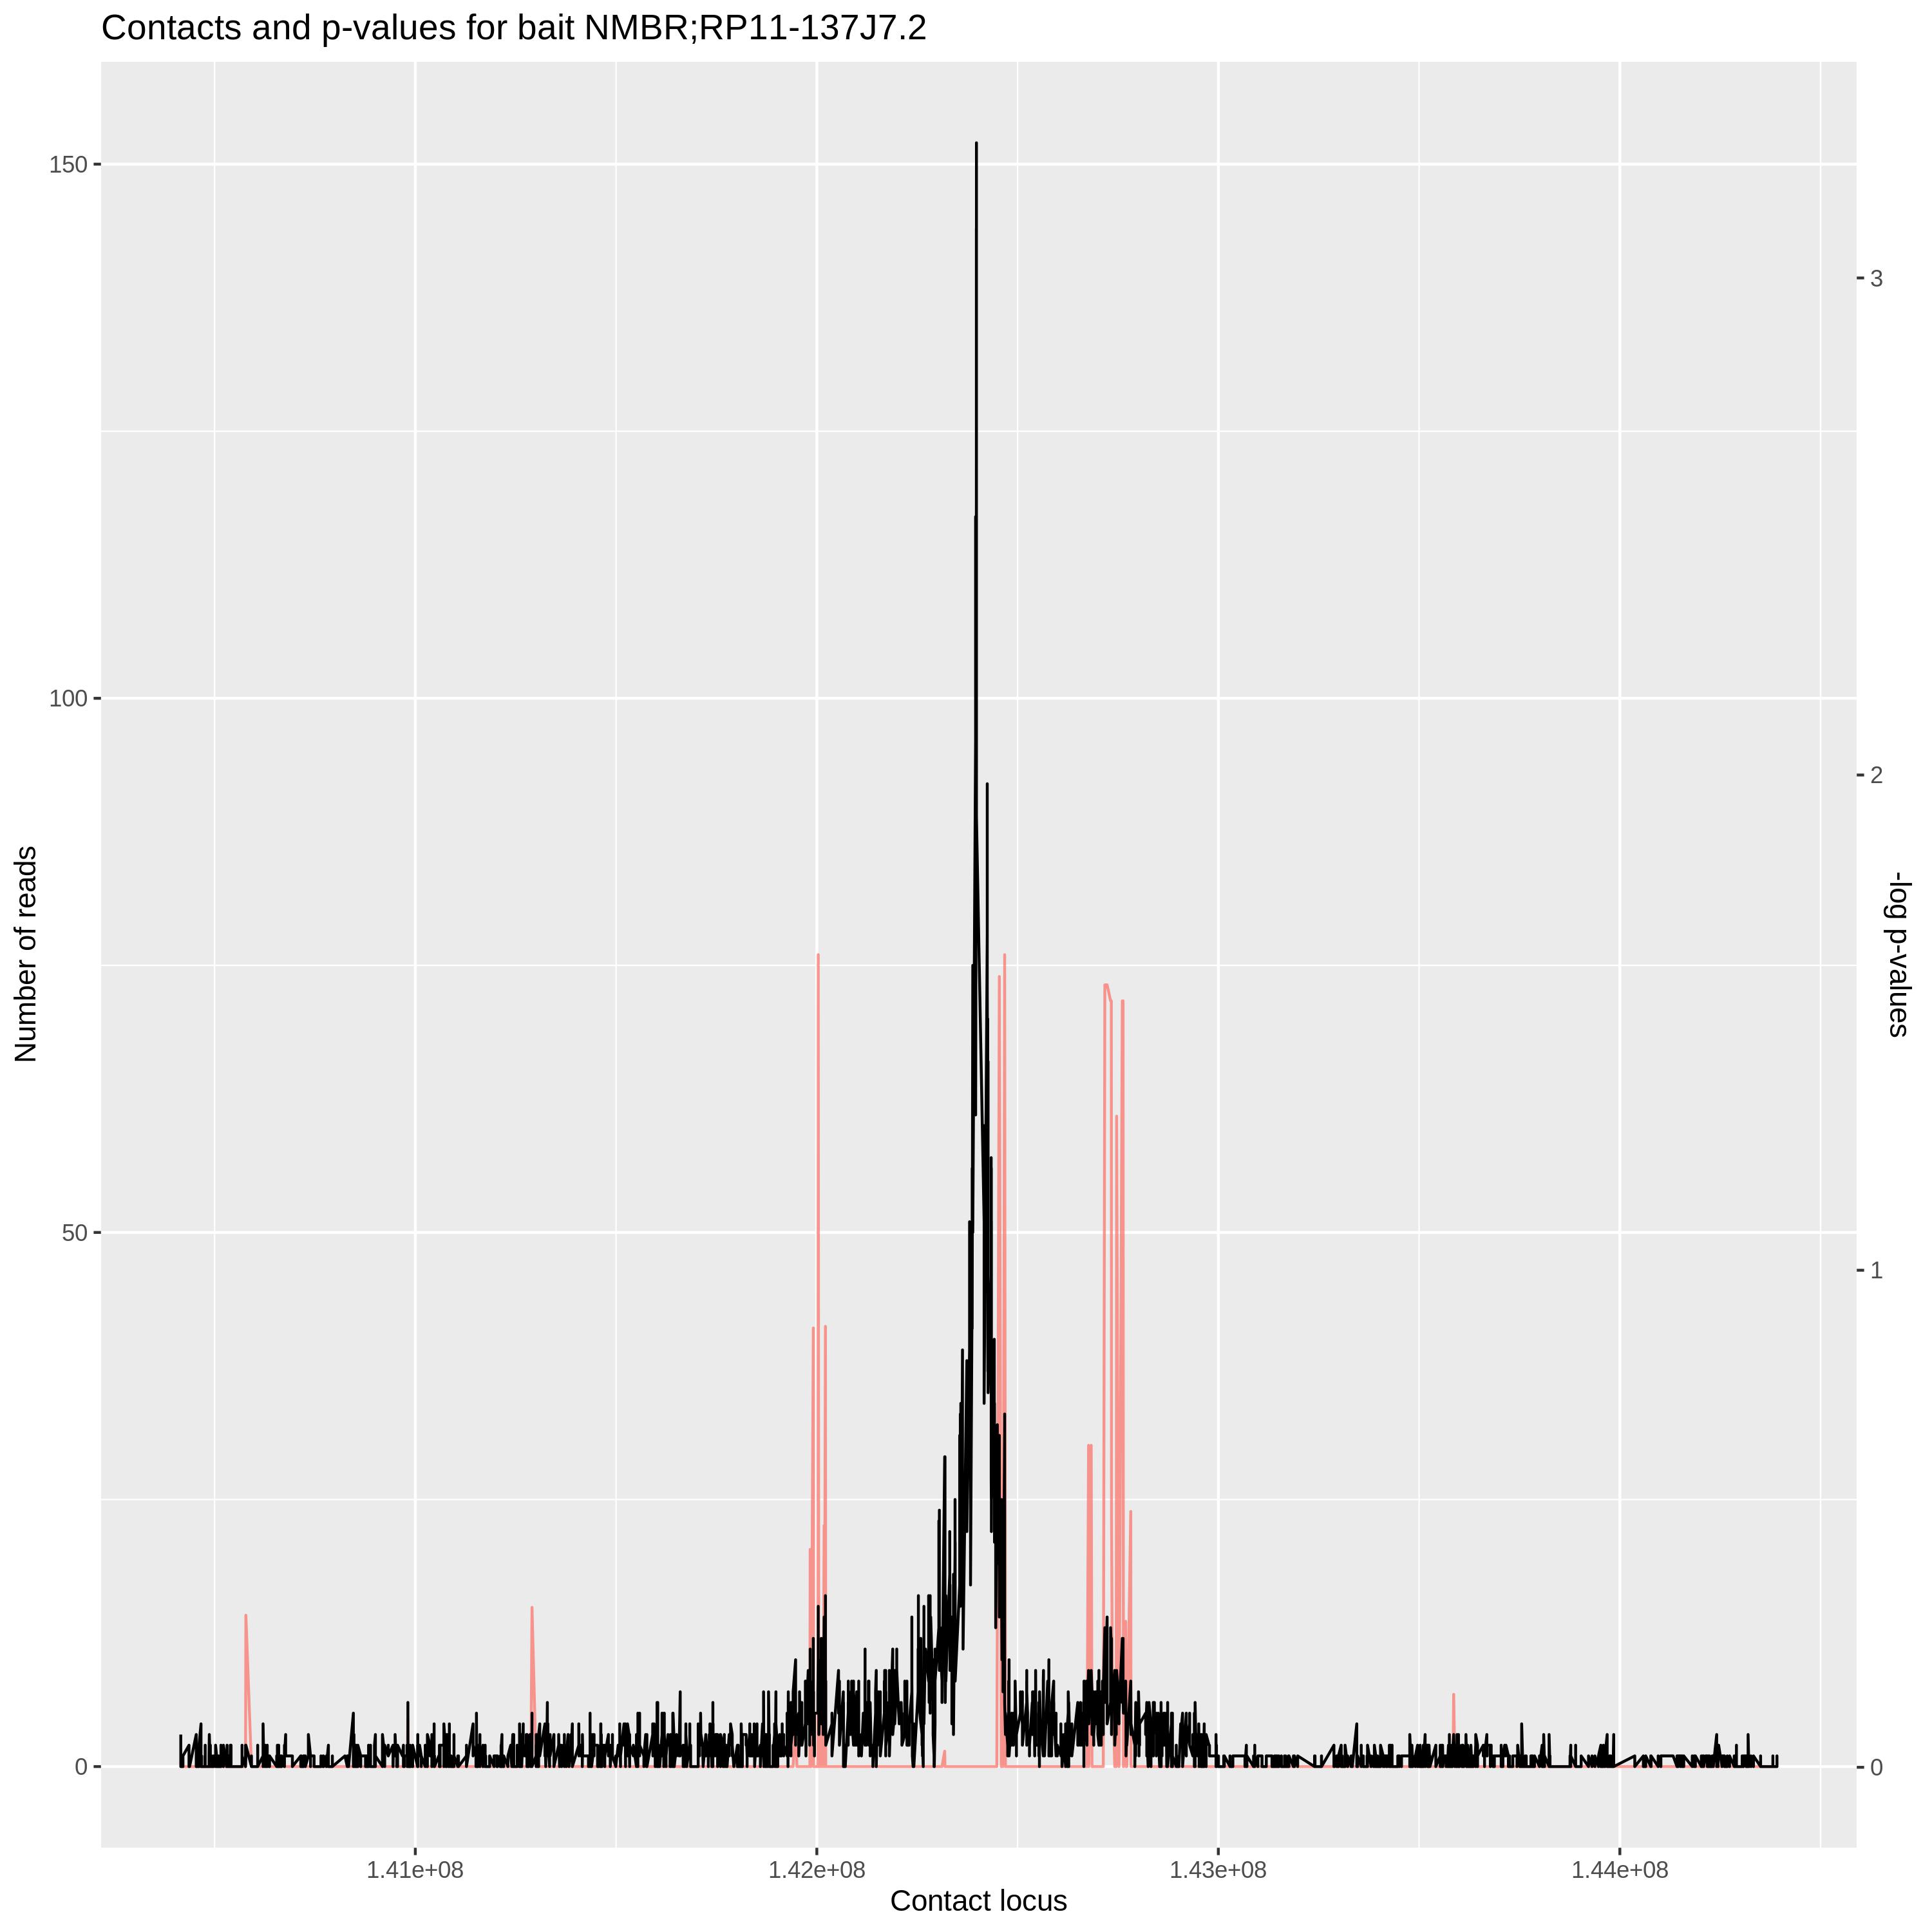 Contacts and p-values for bait NMBR;RP11-137J7.2
150
100
50
0
Number of reads
3
2
1
0
-log p-values
1.41e+08
1.42e+08
1.43e+08
1.44e+08
Contact locus